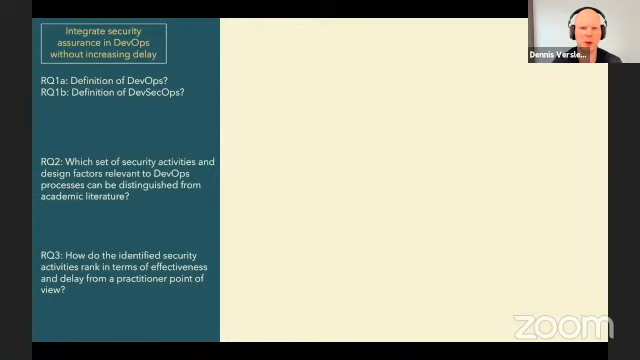 Integrate security
assurance in DevOps
without increasing delay
RQ1a: Definition of DevOps?
RQ1b: Definition of DevSecOps?
RQ2: Which set of security activities and
design factors relevant to DevOps
processes can be distinguished from
academic literature?
RQ3: How do the identified security
activities rank in terms of effectiveness
and delay from a practitioner point of
view?
Dennis Versle...
zoom